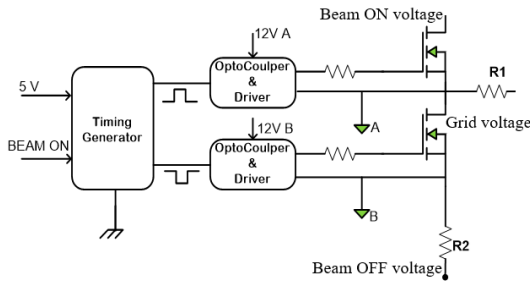 Beam ON voltage
12V A
OptoCoulper
&
Driver
R1
5 V
Timing
Generator
A
Grid voltage
12V B
BEAM ON
OptoCoulper
&
Driver
B
R2
Beam OFF voltage